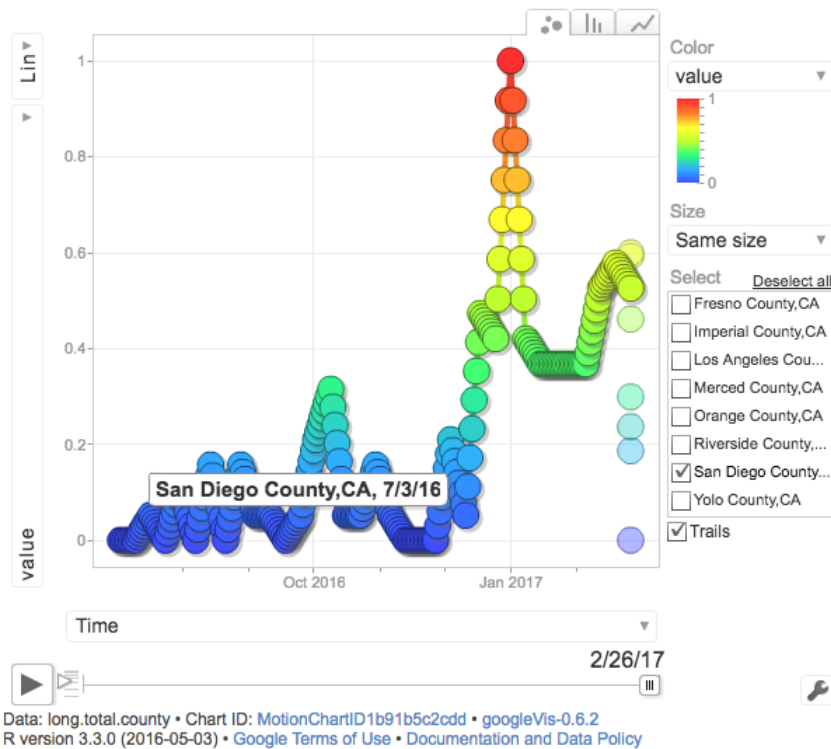 Lin
1
0.8
0.6
0.4
0.2
0
value
San Diego County,CA, 7/3/16
Oct 2016
Jan 2017
Time
2/26/17
Color
value
1
0
Size
Same size
Select Deselect all
Fresno County,CA
Imperial County,CA
Los Angeles Cou...
Merced County,CA
Orange County,CA
Riverside County,...
San Diego County...
Yolo County,CA
Trails
Data: long.total.county • Chart ID: MotionChartID1b91b5c2cdd • googleVis-0.6.2
R version 3.3.0 (2016-05-03) • Google Terms of Use • Documentation and Data Policy